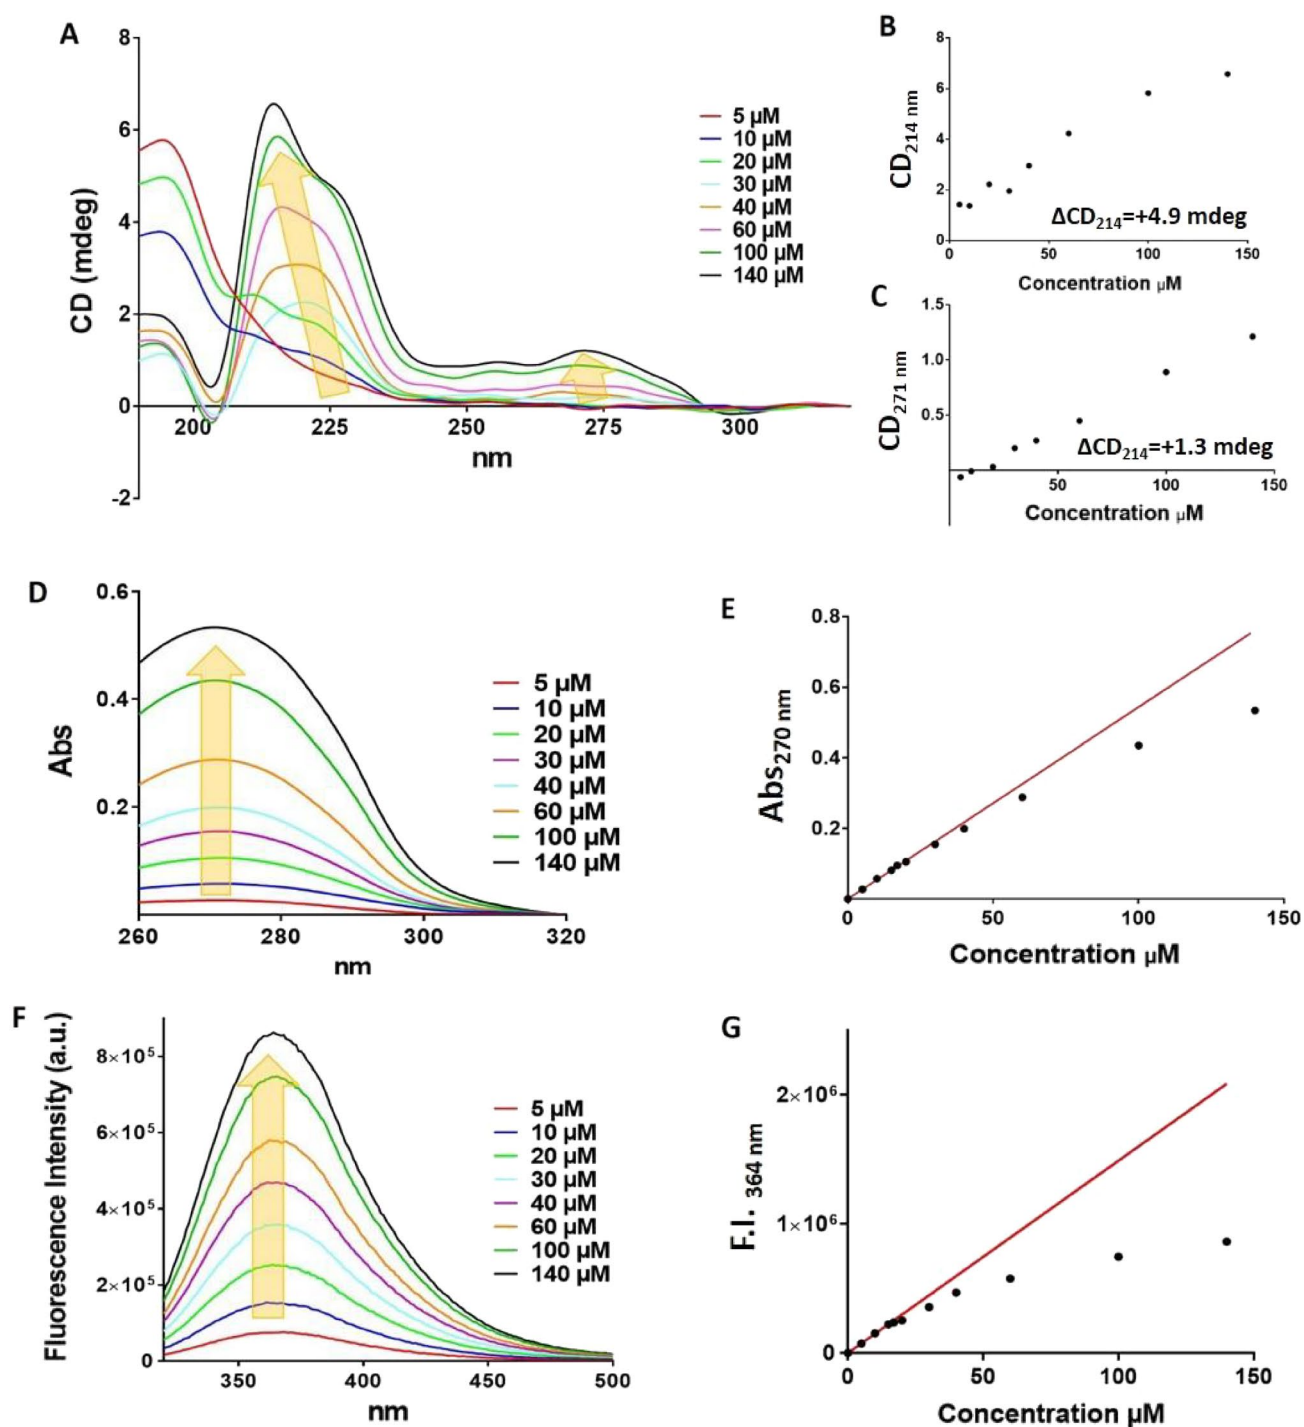 A
8
6
4
2
0
-2
CD (mdeg)
200
225
250
275
300
nm
5 µM
10 µM
20 µM
30 µM
40 µM
60 µM
100 µM
140 µM
B
8
6
4
2
0
CD214 nm
50
100
150
ΔCD214=+4.9 mdeg
Concentration µM
C
1.5
1.0
0.5
CD271 nm
50
100
150
ΔCD214=+1.3 mdeg
Concentration µM
D
0.6
0.4
0.2
Abs
260
280
300
320
nm
5 µM
10 µM
20 µM
30 µM
40 µM
60 µM
100 µM
140 µM
E
0.8
0.6
0.4
0.2
Abs270 nm
0
50
100
150
Concentration µM
F
Fluorescence Intensity (a.u.)
8×10⁵
6×10⁵
4×10⁵
2×10⁵
0
350
400
450
500
nm
5 µM
10 µM
20 µM
30 µM
40 µM
60 µM
100 µM
140 µM
G
2×10⁶
1×10⁶
0
F.I. 364 nm
0
50
100
150
Concentration µM